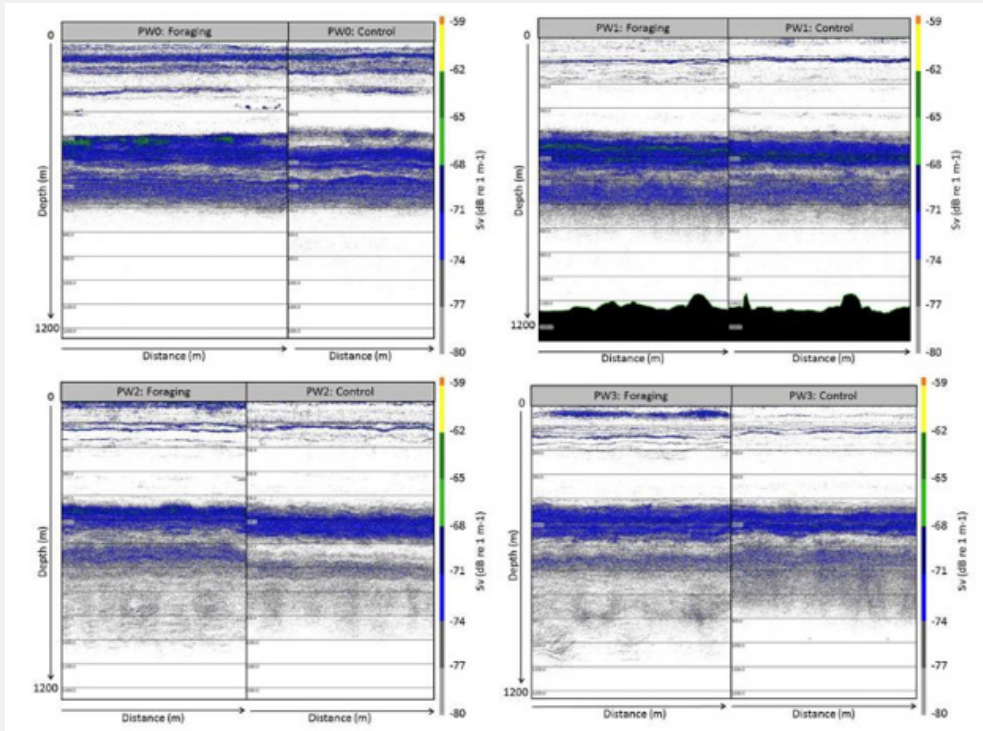 PW0: Foraging
PW0: Control
0
Depth (m)
1200
Distance (m)
Distance (m)
-59
-62
-65
-68
-71
-74
-77
-80
Sv (dB re 1 m-1)
PW1: Foraging
PW1: Control
0
Depth (m)
1200
Distance (m)
Distance (m)
-59
-62
-65
-68
-71
-74
-77
-80
Sv (dB re 1 m-1)
PW2: Foraging
PW2: Control
0
Depth (m)
1200
Distance (m)
Distance (m)
-59
-62
-65
-68
-71
-74
-77
-80
Sv (dB re 1 m-1)
PW3: Foraging
PW3: Control
0
Depth (m)
1200
Distance (m)
Distance (m)
-59
-62
-65
-68
-71
-74
-77
-80
Sv (dB re 1 m-1)